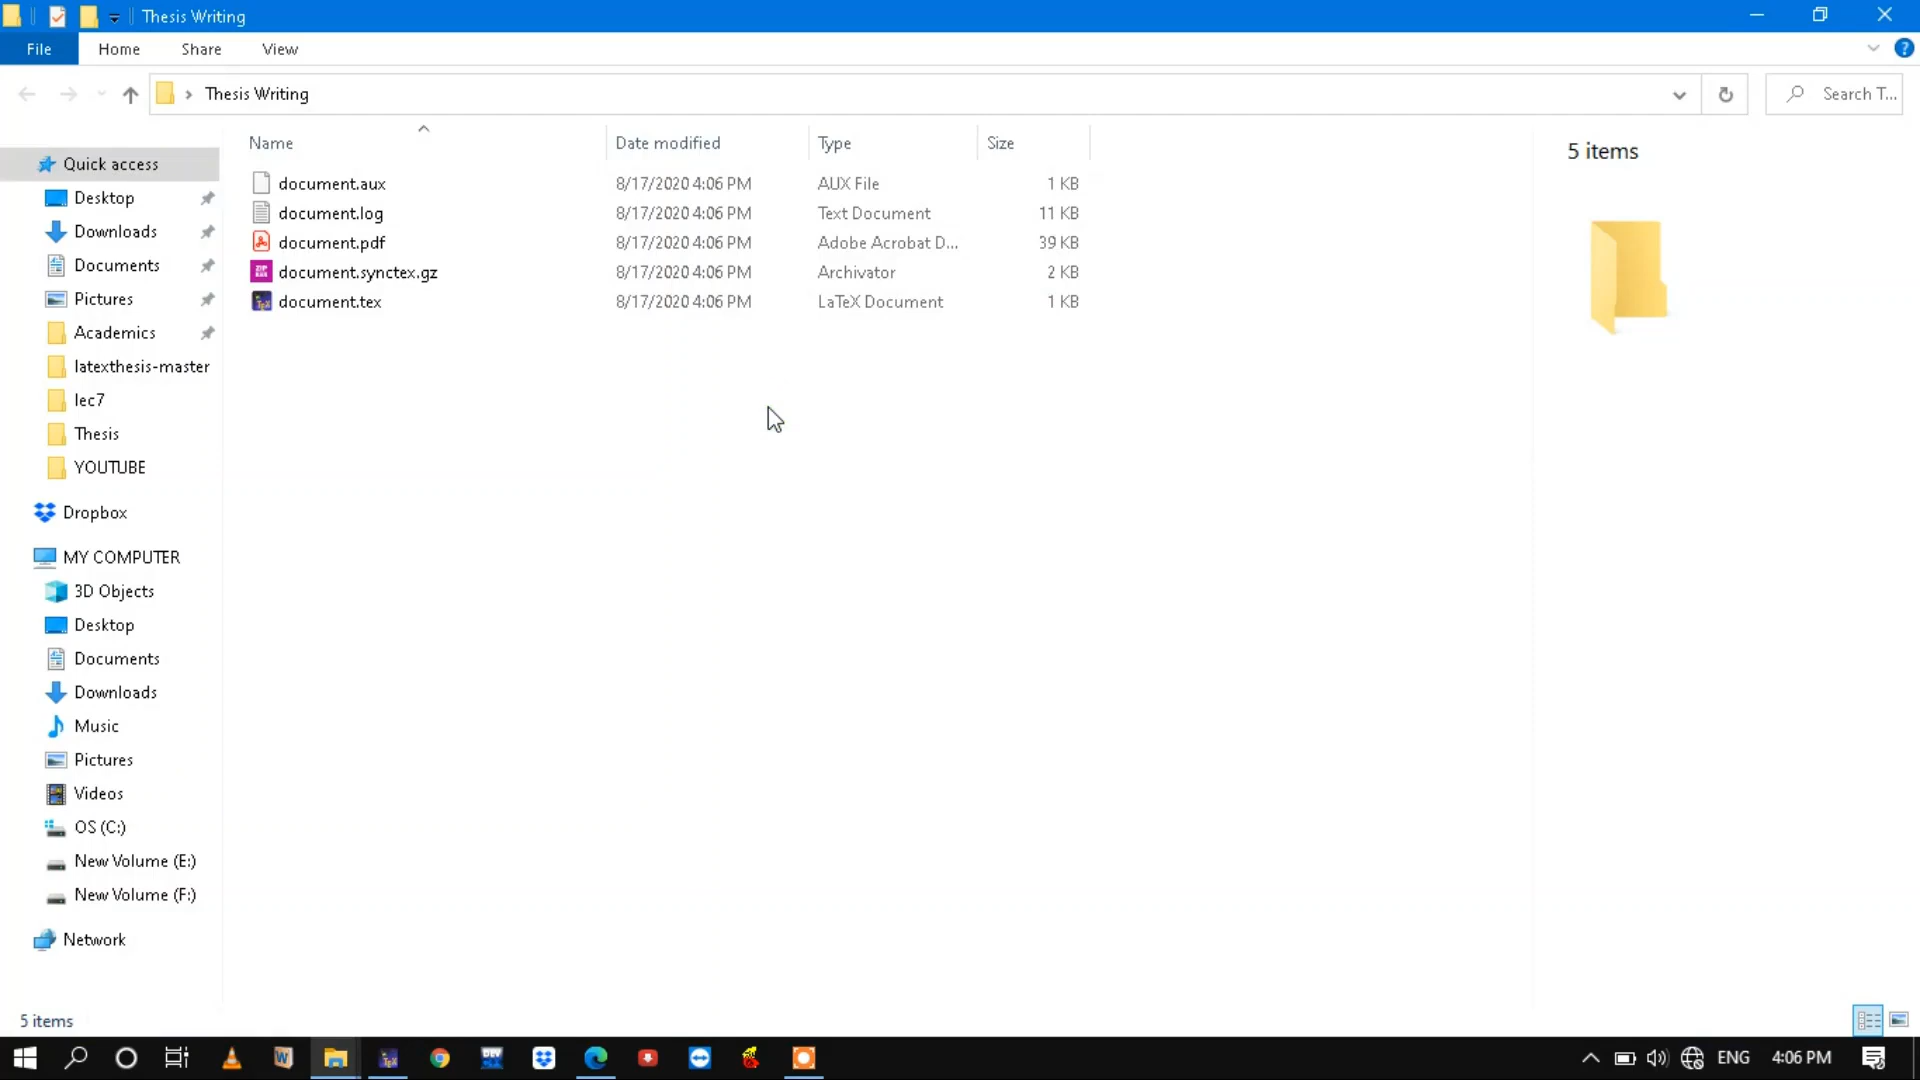 Thesis Writing
File Home Share View
Thesis Writing
Search T...
Name Date modified Type Size
document.aux 8/17/2020 4:06 PM AUX File 1 KB
document.log 8/17/2020 4:06 PM Text Document 11 KB
document.pdf 8/17/2020 4:06 PM Adobe Acrobat D... 39 KB
document.synctex.gz 8/17/2020 4:06 PM Archivator 2 KB
document.tex 8/17/2020 4:06 PM LaTeX Document 1 KB
5 items
Quick access
Desktop
Downloads
Documents
Pictures
Academics
latexthesis-master
lec7
Thesis
YOUTUBE
Dropbox
MY COMPUTER
3D Objects
Desktop
Documents
Downloads
Music
Pictures
Videos
OS (C:)
New Volume (E:)
New Volume (F:)
Network
5 items
ENG 4:06 PM